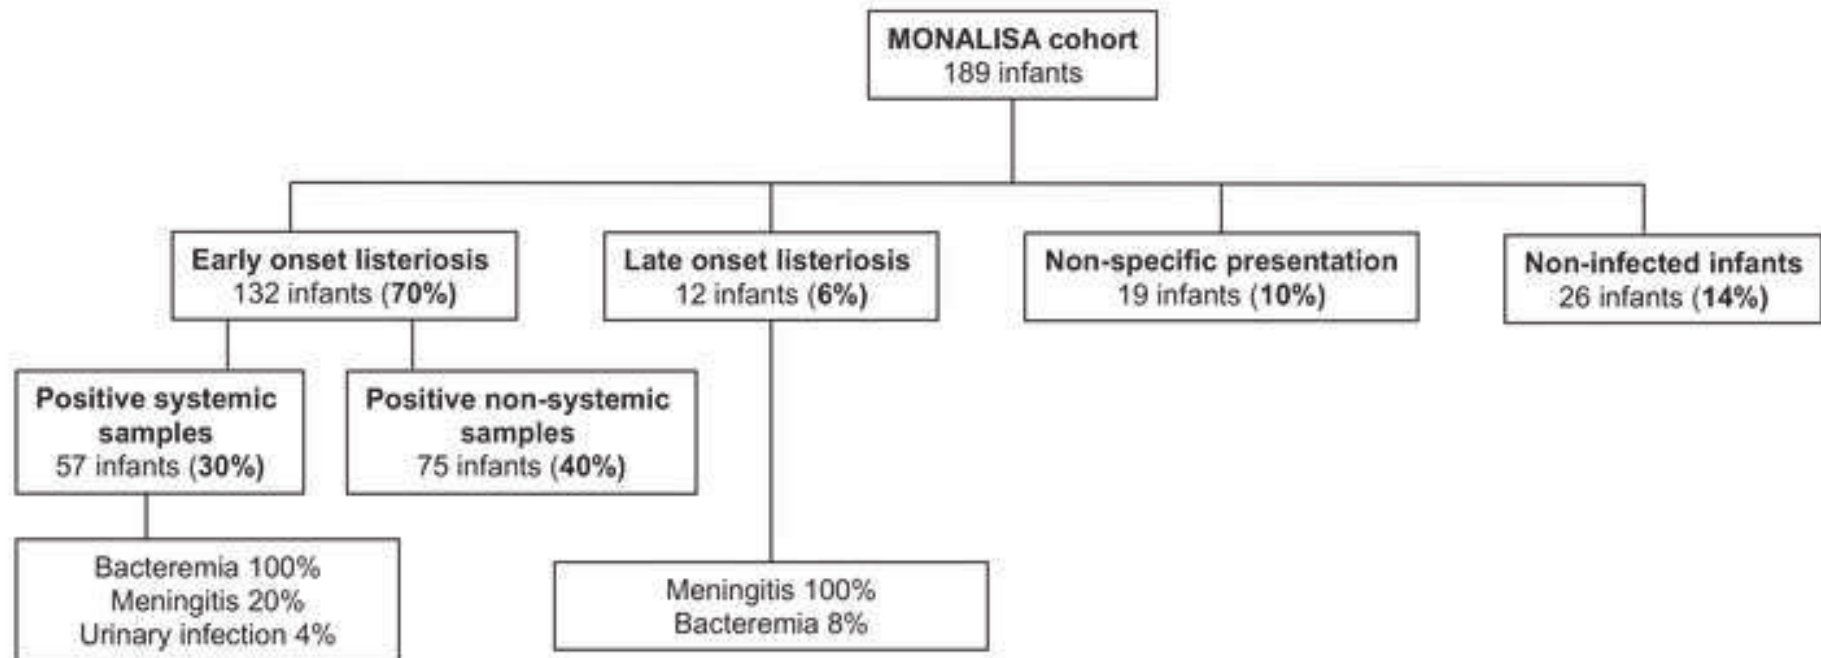 MONALISA cohort
189 infants
Early onset listeriosis
132 infants (70%)
Late onset listeriosis
12 infants (6%)
Non-specific presentation
19 infants (10%)
Non-infected infants
26 infants (14%)
Positive systemic
samples
57 infants (30%)
Positive non-systemic
samples
75 infants (40%)
Bacteremia 100%
Meningitis 20%
Urinary infection 4%
Meningitis 100%
Bacteremia 8%